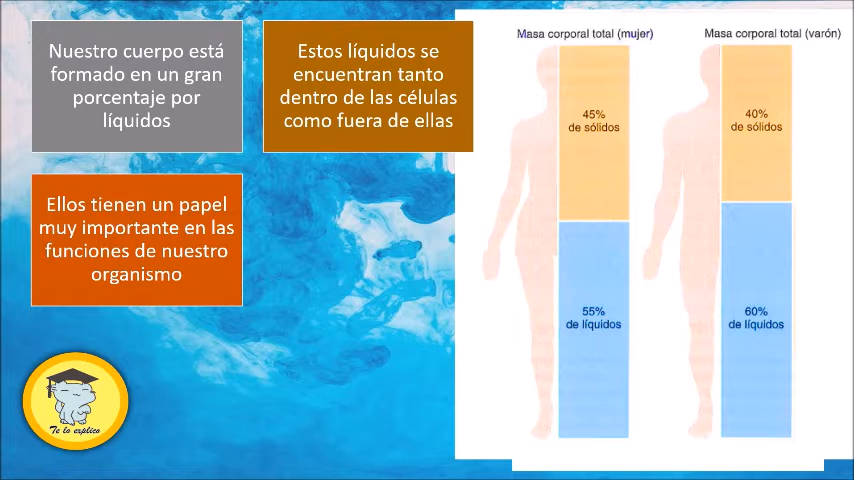 Nuestro cuerpo está
formado en un gran
porcentaje por
líquidos
Estos líquidos se
encuentran tanto
dentro de las células
como fuera de ellas
Ellos tienen un papel
muy importante en las
funciones de nuestro
organismo
Te lo explico
Masa corporal total (mujer)
45%
de sólidos
55%
de líquidos
Masa corporal total (varón)
40%
de sólidos
60%
de líquidos